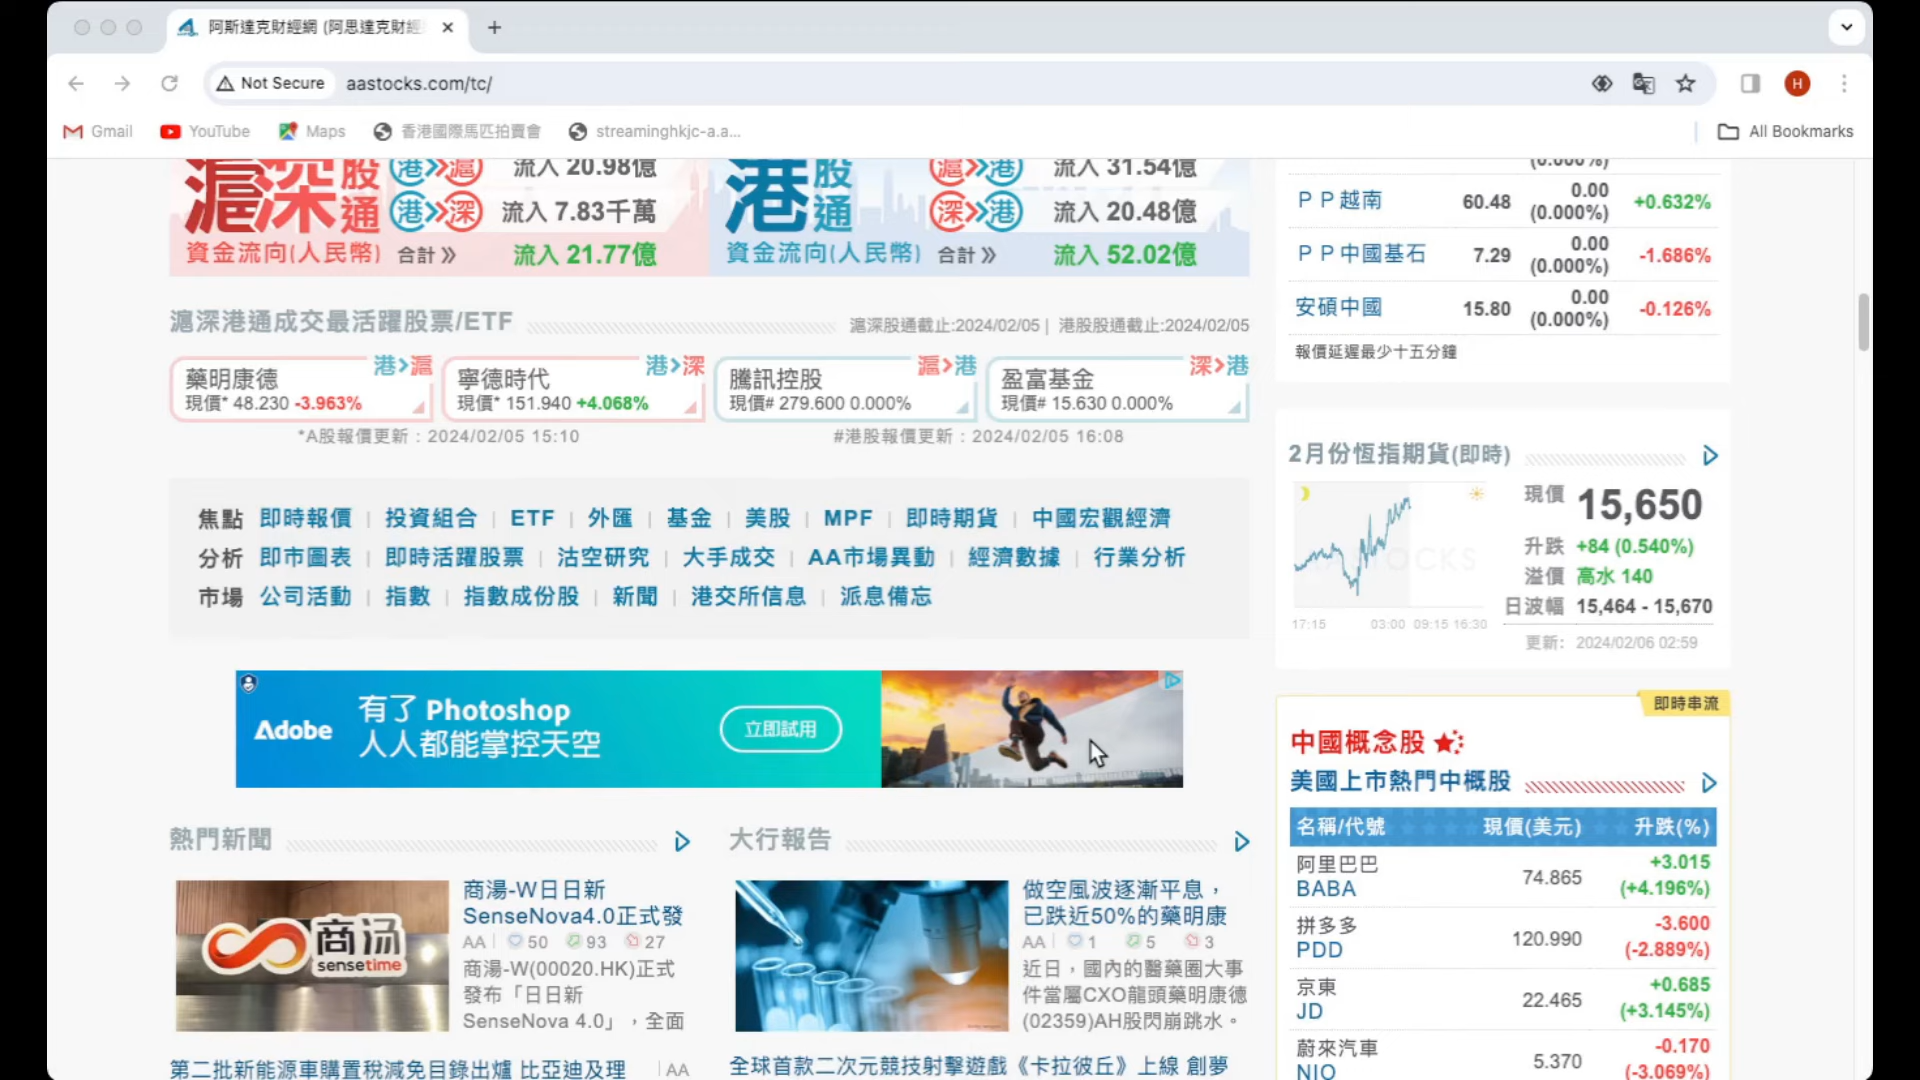 阿斯達克財經網 (阿思達克財經
Not Secure
aastocks.com/tc/
H
Gmail
YouTube
Maps
香港國際馬匹拍賣會
streaminghkjc-a.a...
All Bookmarks
滬深股通
港»滬 流入 20.98億
港»深 流入 7.83千萬
資金流向(人民幣) 合計» 流入 21.77億
港股通
滬»港 流入 31.54億
深»港 流入 20.48億
資金流向(人民幣) 合計» 流入 52.02億
滬深港通成交最活躍股票/ETF
滬深股通截止:2024/02/05 | 港股股通截止:2024/02/05
藥明康德 港>滬
現價* 48.230 -3.963%
寧德時代 港>深
現價* 151.940 +4.068%
騰訊控股 滬>港
現價# 279.600 0.000%
盈富基金 深>港
現價# 15.630 0.000%
*A股報價更新：2024/02/05 15:10
#港股報價更新：2024/02/05 16:08
焦點 即時報價 | 投資組合 | ETF | 外匯 | 基金 | 美股 | MPF | 即時期貨 | 中國宏觀經濟
分析 即市圖表 | 即時活躍股票 | 沽空研究 | 大手成交 | AA市場異動 | 經濟數據 | 行業分析
市場 公司活動 | 指數 | 指數成份股 | 新聞 | 港交所信息 | 派息備忘
Adobe
有了 Photoshop
人人都能掌控天空
立即試用
熱門新聞
商汤
sensetime
商湯-W日日新
SenseNova4.0正式發
AA | 50 93 27
商湯-W(00020.HK)正式
發布「日日新
SenseNova 4.0」，全面
第二批新能源車購置稅減免目錄出爐 比亞迪及理 | AA
大行報告
做空風波逐漸平息，
已跌近50%的藥明康
AA | 1 5 3
近日，國內的醫藥圈大事
件當屬CXO龍頭藥明康德
(02359)AH股閃崩跳水。
全球首款二次元競技射擊遊戲《卡拉彼丘》上線 創夢
(0.000%)
ＰＰ越南 60.48 0.00 (0.000%) +0.632%
ＰＰ中國基石 7.29 0.00 (0.000%) -1.686%
安碩中國 15.80 0.00 (0.000%) -0.126%
報價延遲最少十五分鐘
2月份恆指期貨(即時)
AASTOCKS
17:15 03:00 09:15 16:30
現價 15,650
升跌 +84 (0.540%)
溢價 高水 140
日波幅 15,464 - 15,670
更新: 2024/02/06 02:59
即時串流
中國概念股
美國上市熱門中概股
名稱/代號 現價(美元) 升跌(%)
阿里巴巴 BABA 74.865 +3.015 (+4.196%)
拼多多 PDD 120.990 -3.600 (-2.889%)
京東 JD 22.465 +0.685 (+3.145%)
蔚來汽車 NIO 5.370 -0.170 (-3.069%)